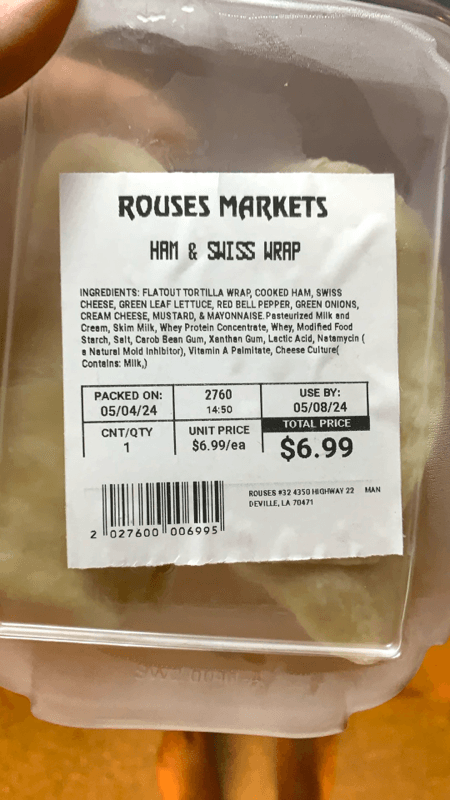 ROUSES MARKETS
HAM & SWISS WRAP
INGREDIENTS: FLATOUT TORTILLA WRAP, COOKED HAM, SWISS
CHEESE, GREEN LEAF LETTUCE, RED BELL PEPPER, GREEN ONIONS,
CREAM CHEESE, MUSTARD, & MAYONNAISE. Pasteurized Milk and
Cream, Skim Milk, Whey Protein Concentrate, Whey, Modified Food
Starch, Salt, Carob Bean Gum, Xanthan Gum, Lactic Acid, Natamycin (
a Natural Mold Inhibitor), Vitamin A Palmitate, Cheese Culture(
Contains: Milk,)
PACKED ON:
05/04/24
2760
14:50
USE BY:
05/08/24
CNT/QTY
1
UNIT PRICE
$6.99/ea
TOTAL PRICE
$6.99
ROUSES #32 4350 HIGHWAY 22 MAN
DEVILLE, LA 70471
2 027600 006995